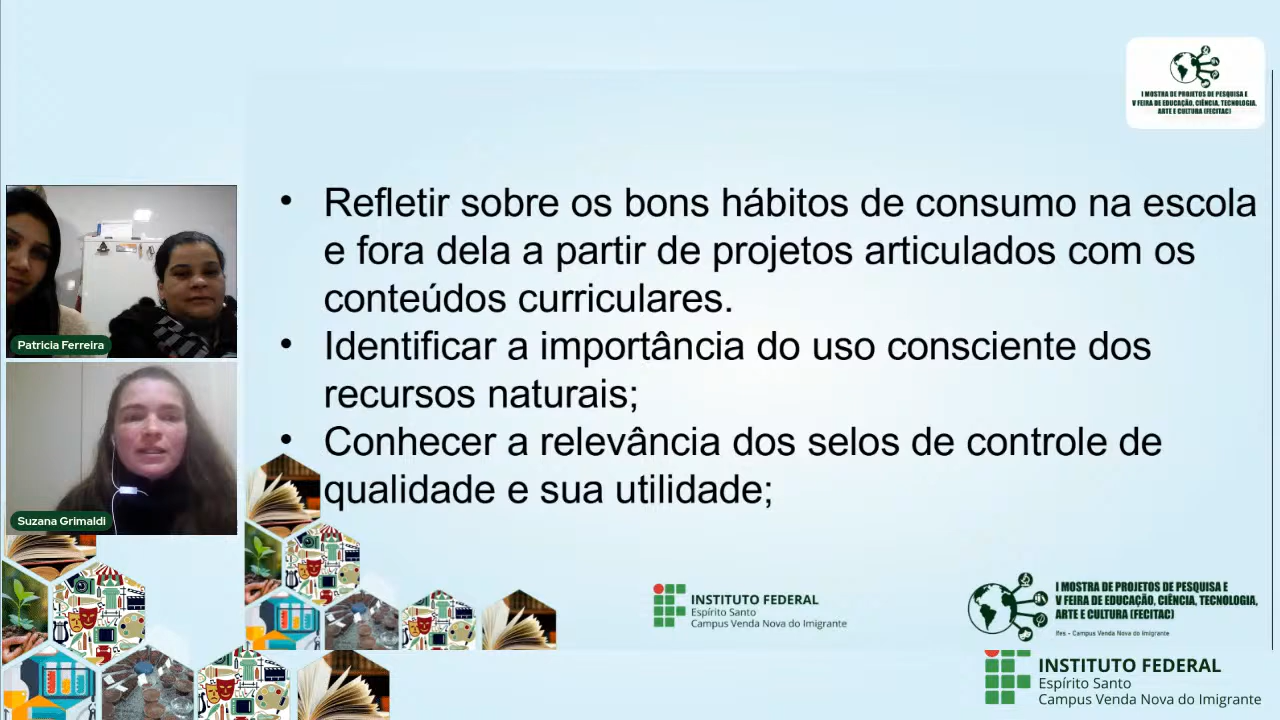 I MOSTRA DE PROJETOS DE PESQUISA E
V FEIRA DE EDUCAÇÃO, CIÊNCIA, TECNOLOGIA,
ARTE E CULTURA (FECITAC)
• Refletir sobre os bons hábitos de consumo na escola
e fora dela a partir de projetos articulados com os
conteúdos curriculares.
• Identificar a importância do uso consciente dos
recursos naturais;
• Conhecer a relevância dos selos de controle de
qualidade e sua utilidade;
Patricia Ferreira
Suzana Grimaldi
INSTITUTO FEDERAL
Espírito Santo
Campus Venda Nova do Imigrante
I MOSTRA DE PROJETOS DE PESQUISA E
V FEIRA DE EDUCAÇÃO, CIÊNCIA, TECNOLOGIA,
ARTE E CULTURA (FECITAC)
Ifes - Campus Venda Nova do Imigrante
INSTITUTO FEDERAL
Espírito Santo
Campus Venda Nova do Imigrante